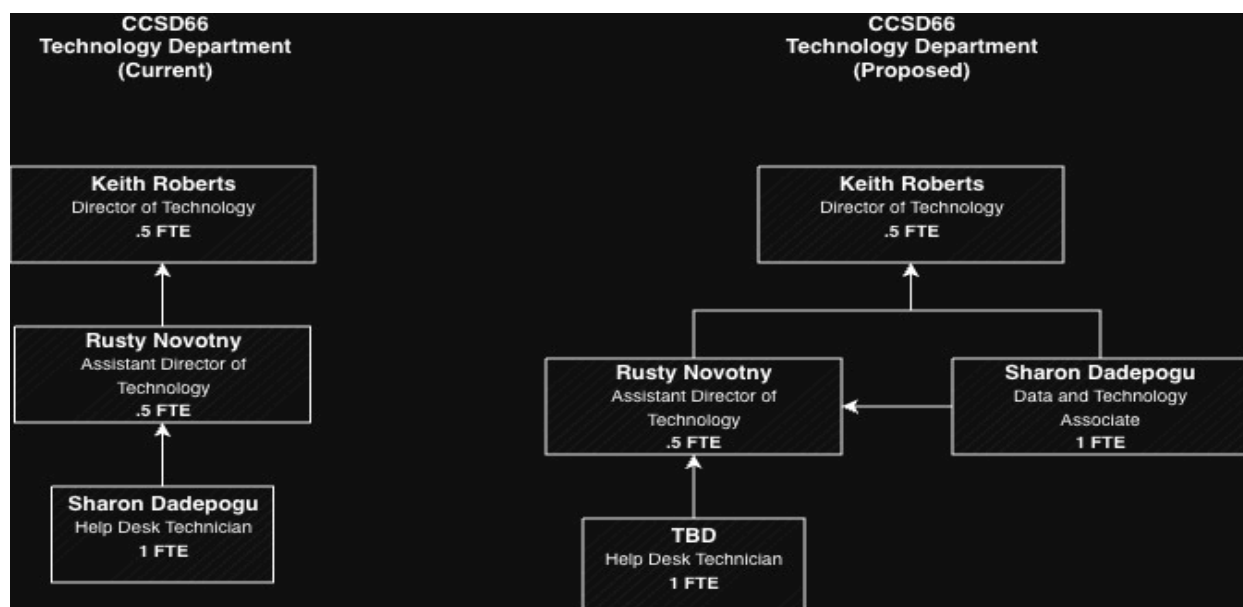 CCSD66
Technology Department
(Current)
Keith Roberts
Director of Technology
.5 FTE
Rusty Novotny
Assistant Director of
Technology
.5 FTE
Sharon Dadepogu
Help Desk Technician
1 FTE
CCSD66
Technology Department
(Proposed)
Keith Roberts
Director of Technology
.5 FTE
Rusty Novotny
Assistant Director of
Technology
.5 FTE
Sharon Dadepogu
Data and Technology
Associate
1 FTE
TBD
Help Desk Technician
1 FTE